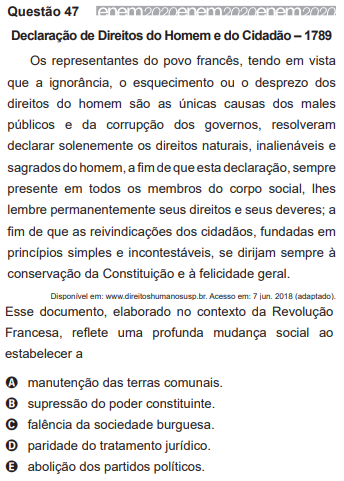 Questão 47 enem2020enem2020enem2020
Declaração de Direitos do Homem e do Cidadão – 1789
Os representantes do povo francês, tendo em vista
que a ignorância, o esquecimento ou o desprezo dos
direitos do homem são as únicas causas dos males
públicos e da corrupção dos governos, resolveram
declarar solenemente os direitos naturais, inalienáveis e
sagrados do homem, a fim de que esta declaração, sempre
presente em todos os membros do corpo social, lhes
lembre permanentemente seus direitos e seus deveres; a
fim de que as reivindicações dos cidadãos, fundadas em
princípios simples e incontestáveis, se dirijam sempre à
conservação da Constituição e à felicidade geral.
Disponível em: www.direitoshumanosusp.br. Acesso em: 7 jun. 2018 (adaptado).
Esse documento, elaborado no contexto da Revolução
Francesa, reflete uma profunda mudança social ao
estabelecer a
A manutenção das terras comunais.
B supressão do poder constituinte.
C falência da sociedade burguesa.
D paridade do tratamento jurídico.
E abolição dos partidos políticos.